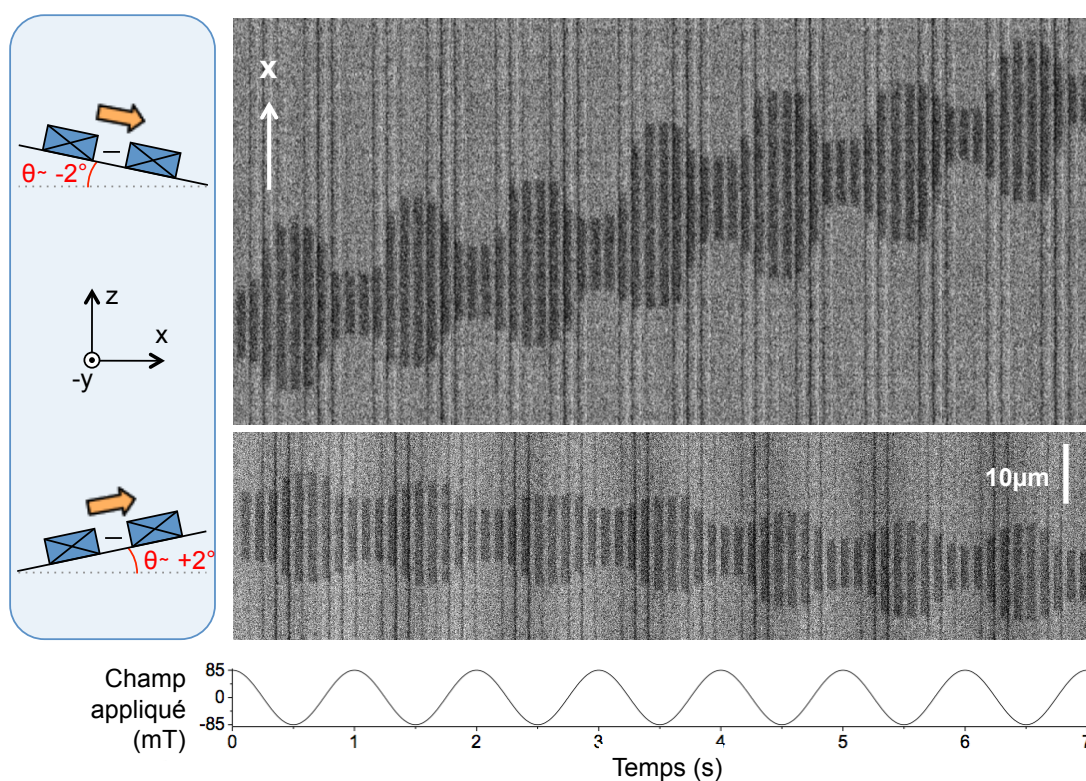 θ~ -2°
z
x
-y
θ~ +2°
x
10µm
Champ
appliqué
(mT)
85
0
-85
0 1 2 3 4 5 6 7
Temps (s)